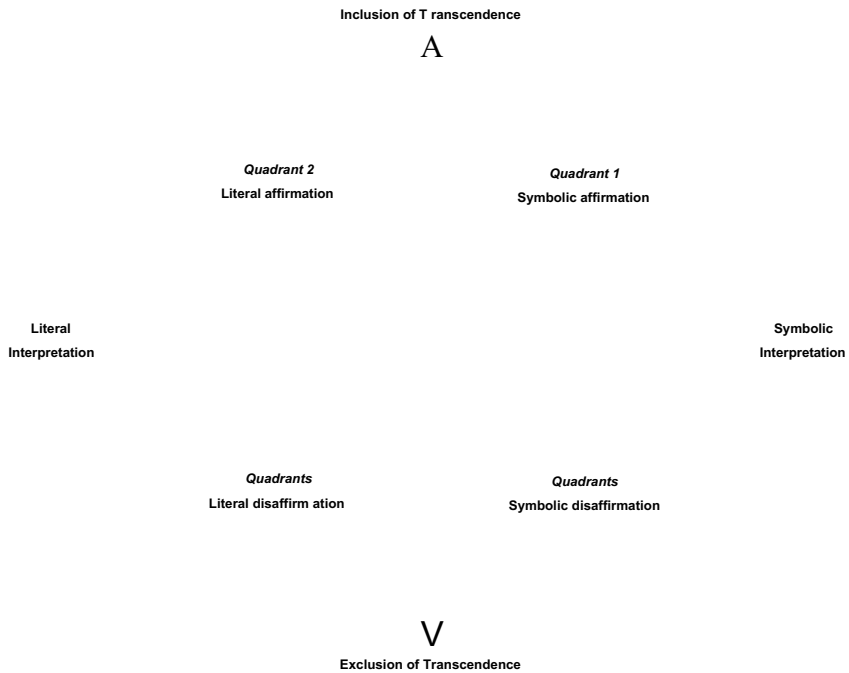 Inclusion of T ranscendence
A
Quadrant 2
Literal affirmation
Quadrant 1
Symbolic affirmation
Literal
Interpretation
Symbolic
Interpretation
Quadrants
Literal disaffirm ation
Quadrants
Symbolic disaffirmation
V
Exclusion of Transcendence